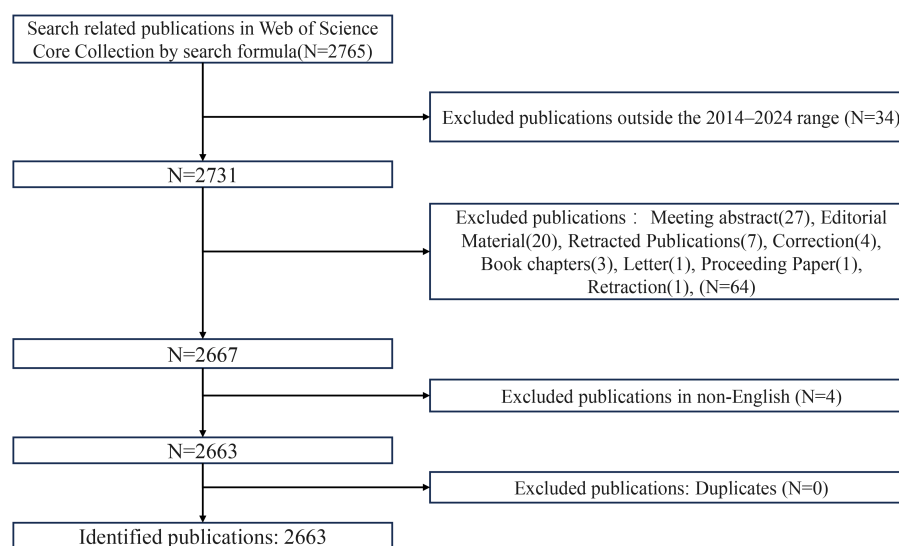 Search related publications in Web of Science
Core Collection by search formula(N=2765)
Excluded publications outside the 2014–2024 range (N=34)
N=2731
Excluded publications： Meeting abstract(27), Editorial
Material(20), Retracted Publications(7), Correction(4),
Book chapters(3), Letter(1), Proceeding Paper(1),
Retraction(1), (N=64)
N=2667
Excluded publications in non-English (N=4)
N=2663
Excluded publications: Duplicates (N=0)
Identified publications: 2663